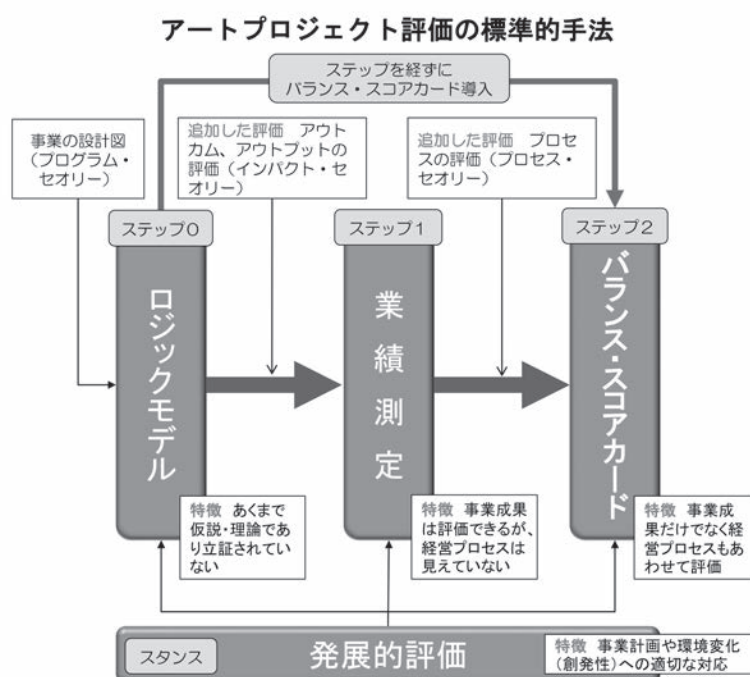 アートプロジェクト評価の標準的手法
ステップを経ずに
バランス・スコアカード導入
事業の設計図
（プログラム・
セオリー）
追加した評価　アウト
カム、アウトプットの
評価（インパクト・セ
オリー）
追加した評価　プロセ
スの評価（プロセス・
セオリー）
ステップ0
ステップ1
ステップ2
ロジックモデル
業績測定
バランス・スコアカード
特徴　あくまで
仮説・理論であ
り立証されてい
ない
特徴　事業成果
は評価できるが、
経営プロセスは
見えていない
特徴　事業成
果だけでなく経
営プロセスもあ
わせて評価
スタンス
発展的評価
特徴　事業計画や環境変化
（創発性）への適切な対応